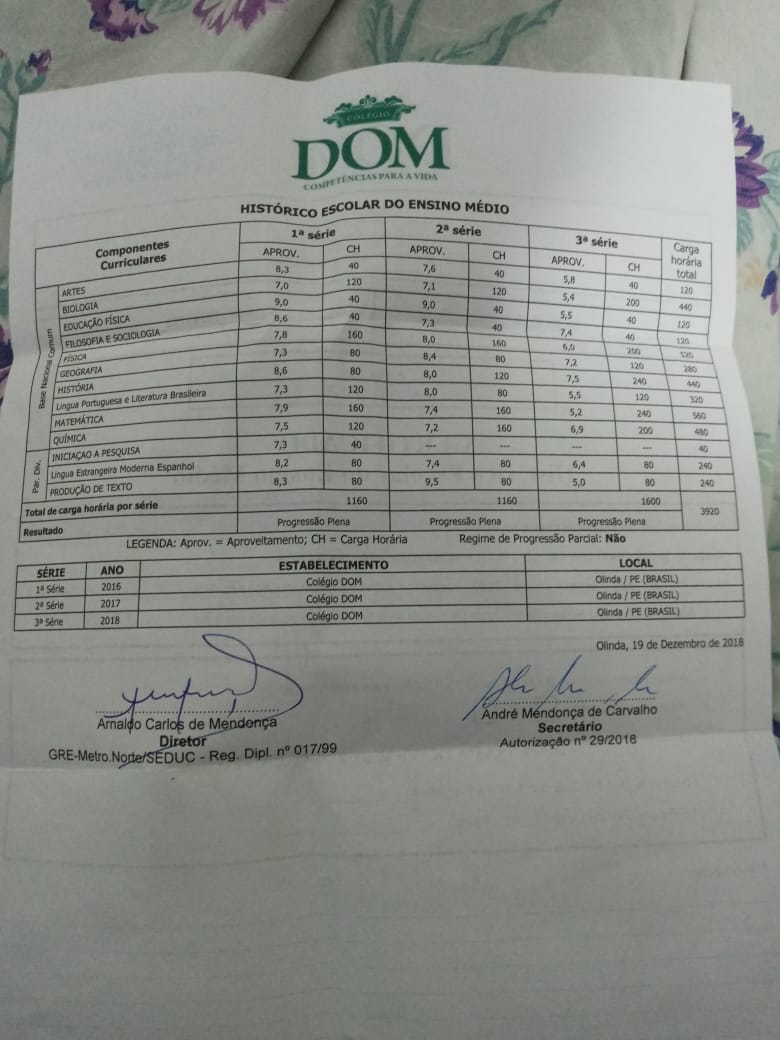 COLÉGIO
DOM
COMPETÊNCIAS PARA A VIDA
HISTÓRICO ESCOLAR DO ENSINO MÉDIO
Componentes Curriculares 1ª série 2ª série 3ª série Carga horária total
APROV. CH APROV. CH APROV. CH
Base Nacional Comum
ARTES 8,3 40 7,6 40 5,8 40 120
BIOLOGIA 7,0 120 7,1 120 5,4 200 440
EDUCAÇÃO FÍSICA 9,0 40 9,0 40 5,5 40 120
FILOSOFIA E SOCIOLOGIA 8,6 40 7,3 40 7,4 40 120
FÍSICA 7,8 160 8,0 160 6,0 200 520
GEOGRAFIA 7,3 80 8,4 80 7,2 120 280
HISTÓRIA 8,6 80 8,0 120 7,5 240 440
Língua Portuguesa e Literatura Brasileira 7,3 120 8,0 80 5,5 120 320
MATEMÁTICA 7,9 160 7,4 160 5,2 240 560
QUÍMICA 7,5 120 7,2 160 6,9 200 480
Par. Div.
INICIAÇAO A PESQUISA 7,3 40 --- --- --- --- 40
Língua Estrangeira Moderna Espanhol 8,2 80 7,4 80 6,4 80 240
PRODUÇÃO DE TEXTO 8,3 80 9,5 80 5,0 80 240
Total de carga horária por série 1160 1160 1600 3920
Resultado Progressão Plena Progressão Plena Progressão Plena
LEGENDA: Aprov. = Aproveitamento; CH = Carga Horária Regime de Progressão Parcial: Não
SÉRIE ANO ESTABELECIMENTO LOCAL
1ª Série 2016 Colégio DOM Olinda / PE (BRASIL)
2ª Série 2017 Colégio DOM Olinda / PE (BRASIL)
3ª Série 2018 Colégio DOM Olinda / PE (BRASIL)
Olinda, 19 de Dezembro de 2018
Arnaldo Carlos de Mendonça
Diretor
GRE-Metro.Norte/SEDUC - Reg. Dipl. nº 017/99
André Mendonça de Carvalho
Secretário
Autorização nº 29/2016